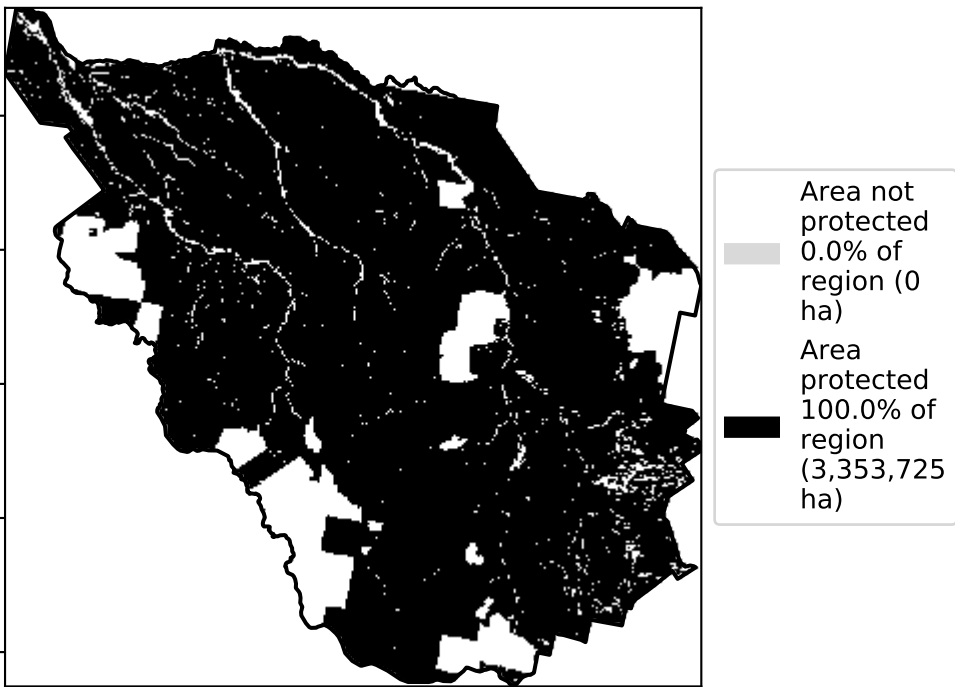 Area not
protected
0.0% of
region (0
ha)
Area
protected
100.0% of
region
(3,353,725
ha)